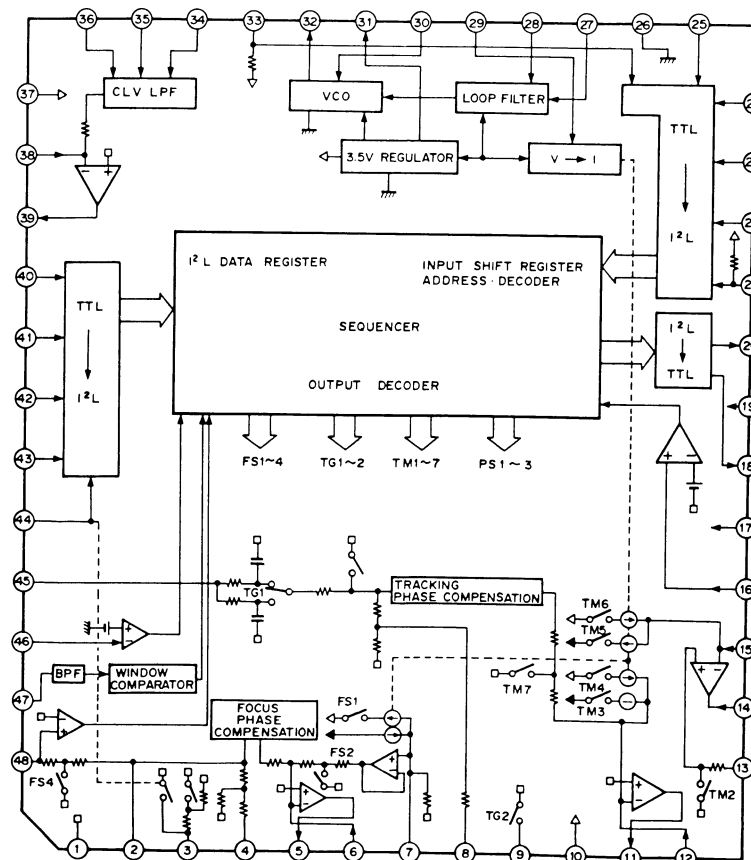 36 35 34 33 32 31 30 29 28 27 26 25
37 CLV LPF
VCO LOOP FILTER
TTL
38 3.5V REGULATOR V → I
− +
39 I²L
40 I²L DATA REGISTER INPUT SHIFT REGISTER
ADDRESS·DECODER
TTL
SEQUENCER
41 I²L
TTL
42 I²L
OUTPUT DECODER
19
43 FS1~4 TG1~2 TM1~7 PS1~3
18
+ −
44
17
45 TG1 TRACKING
PHASE COMPENSATION
16
TM6
TM5
46 + −
15
47 BPF WINDOW
COMPARATOR
TM7 TM4
TM3
− +
14
FOCUS
PHASE
COMPENSATION
FS1
− +
48 FS2
13
FS4 TM2
+ −
TG2
+ −
1 2 3 4 5 6 7 8 9 10 11 12